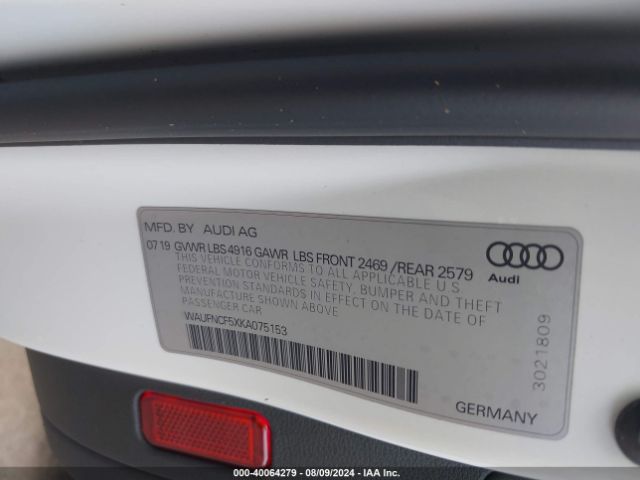 MFD. BY AUDI AG
07 19 GVWR LBS 4916 GAWR LBS FRONT 2469 /REAR 2579
THIS VEHICLE CONFORMS TO ALL APPLICABLE U.S.
FEDERAL MOTOR VEHICLE SAFETY, BUMPER AND THEFT
PREVENTION STANDARDS IN EFFECT ON THE DATE OF
MANUFACTURE SHOWN ABOVE
PASSENGER CAR
WAUFNCF5XKA075153
Audi
3021809
GERMANY
000-40064279 - 08/09/2024 - IAA Inc.